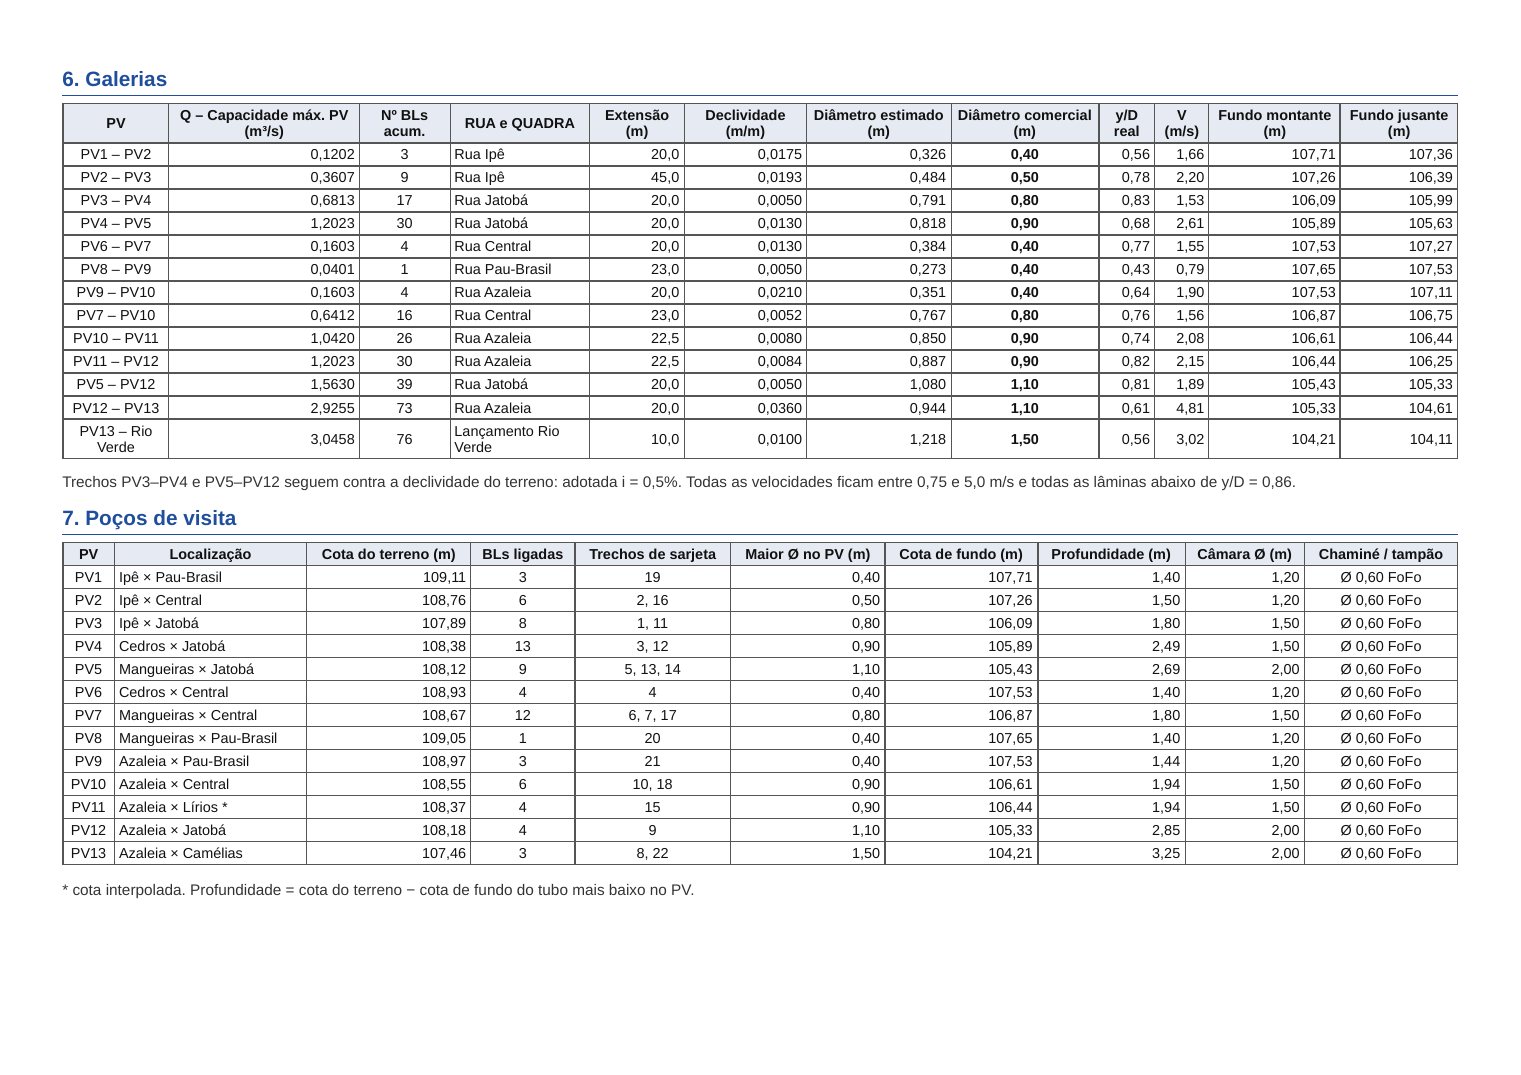 6. Galerias
PV | Q – Capacidade máx. PV (m³/s) | Nº BLs acum. | RUA e QUADRA | Extensão (m) | Declividade (m/m) | Diâmetro estimado (m) | Diâmetro comercial (m) | y/D real | V (m/s) | Fundo montante (m) | Fundo jusante (m)
PV1 – PV2 | 0,1202 | 3 | Rua Ipê | 20,0 | 0,0175 | 0,326 | 0,40 | 0,56 | 1,66 | 107,71 | 107,36
PV2 – PV3 | 0,3607 | 9 | Rua Ipê | 45,0 | 0,0193 | 0,484 | 0,50 | 0,78 | 2,20 | 107,26 | 106,39
PV3 – PV4 | 0,6813 | 17 | Rua Jatobá | 20,0 | 0,0050 | 0,791 | 0,80 | 0,83 | 1,53 | 106,09 | 105,99
PV4 – PV5 | 1,2023 | 30 | Rua Jatobá | 20,0 | 0,0130 | 0,818 | 0,90 | 0,68 | 2,61 | 105,89 | 105,63
PV6 – PV7 | 0,1603 | 4 | Rua Central | 20,0 | 0,0130 | 0,384 | 0,40 | 0,77 | 1,55 | 107,53 | 107,27
PV8 – PV9 | 0,0401 | 1 | Rua Pau-Brasil | 23,0 | 0,0050 | 0,273 | 0,40 | 0,43 | 0,79 | 107,65 | 107,53
PV9 – PV10 | 0,1603 | 4 | Rua Azaleia | 20,0 | 0,0210 | 0,351 | 0,40 | 0,64 | 1,90 | 107,53 | 107,11
PV7 – PV10 | 0,6412 | 16 | Rua Central | 23,0 | 0,0052 | 0,767 | 0,80 | 0,76 | 1,56 | 106,87 | 106,75
PV10 – PV11 | 1,0420 | 26 | Rua Azaleia | 22,5 | 0,0080 | 0,850 | 0,90 | 0,74 | 2,08 | 106,61 | 106,44
PV11 – PV12 | 1,2023 | 30 | Rua Azaleia | 22,5 | 0,0084 | 0,887 | 0,90 | 0,82 | 2,15 | 106,44 | 106,25
PV5 – PV12 | 1,5630 | 39 | Rua Jatobá | 20,0 | 0,0050 | 1,080 | 1,10 | 0,81 | 1,89 | 105,43 | 105,33
PV12 – PV13 | 2,9255 | 73 | Rua Azaleia | 20,0 | 0,0360 | 0,944 | 1,10 | 0,61 | 4,81 | 105,33 | 104,61
PV13 – Rio Verde | 3,0458 | 76 | Lançamento Rio Verde | 10,0 | 0,0100 | 1,218 | 1,50 | 0,56 | 3,02 | 104,21 | 104,11
Trechos PV3–PV4 e PV5–PV12 seguem contra a declividade do terreno: adotada i = 0,5%. Todas as velocidades ficam entre 0,75 e 5,0 m/s e todas as lâminas abaixo de y/D = 0,86.
7. Poços de visita
PV | Localização | Cota do terreno (m) | BLs ligadas | Trechos de sarjeta | Maior Ø no PV (m) | Cota de fundo (m) | Profundidade (m) | Câmara Ø (m) | Chaminé / tampão
PV1 | Ipê × Pau-Brasil | 109,11 | 3 | 19 | 0,40 | 107,71 | 1,40 | 1,20 | Ø 0,60 FoFo
PV2 | Ipê × Central | 108,76 | 6 | 2, 16 | 0,50 | 107,26 | 1,50 | 1,20 | Ø 0,60 FoFo
PV3 | Ipê × Jatobá | 107,89 | 8 | 1, 11 | 0,80 | 106,09 | 1,80 | 1,50 | Ø 0,60 FoFo
PV4 | Cedros × Jatobá | 108,38 | 13 | 3, 12 | 0,90 | 105,89 | 2,49 | 1,50 | Ø 0,60 FoFo
PV5 | Mangueiras × Jatobá | 108,12 | 9 | 5, 13, 14 | 1,10 | 105,43 | 2,69 | 2,00 | Ø 0,60 FoFo
PV6 | Cedros × Central | 108,93 | 4 | 4 | 0,40 | 107,53 | 1,40 | 1,20 | Ø 0,60 FoFo
PV7 | Mangueiras × Central | 108,67 | 12 | 6, 7, 17 | 0,80 | 106,87 | 1,80 | 1,50 | Ø 0,60 FoFo
PV8 | Mangueiras × Pau-Brasil | 109,05 | 1 | 20 | 0,40 | 107,65 | 1,40 | 1,20 | Ø 0,60 FoFo
PV9 | Azaleia × Pau-Brasil | 108,97 | 3 | 21 | 0,40 | 107,53 | 1,44 | 1,20 | Ø 0,60 FoFo
PV10 | Azaleia × Central | 108,55 | 6 | 10, 18 | 0,90 | 106,61 | 1,94 | 1,50 | Ø 0,60 FoFo
PV11 | Azaleia × Lírios * | 108,37 | 4 | 15 | 0,90 | 106,44 | 1,94 | 1,50 | Ø 0,60 FoFo
PV12 | Azaleia × Jatobá | 108,18 | 4 | 9 | 1,10 | 105,33 | 2,85 | 2,00 | Ø 0,60 FoFo
PV13 | Azaleia × Camélias | 107,46 | 3 | 8, 22 | 1,50 | 104,21 | 3,25 | 2,00 | Ø 0,60 FoFo
* cota interpolada. Profundidade = cota do terreno − cota de fundo do tubo mais baixo no PV.